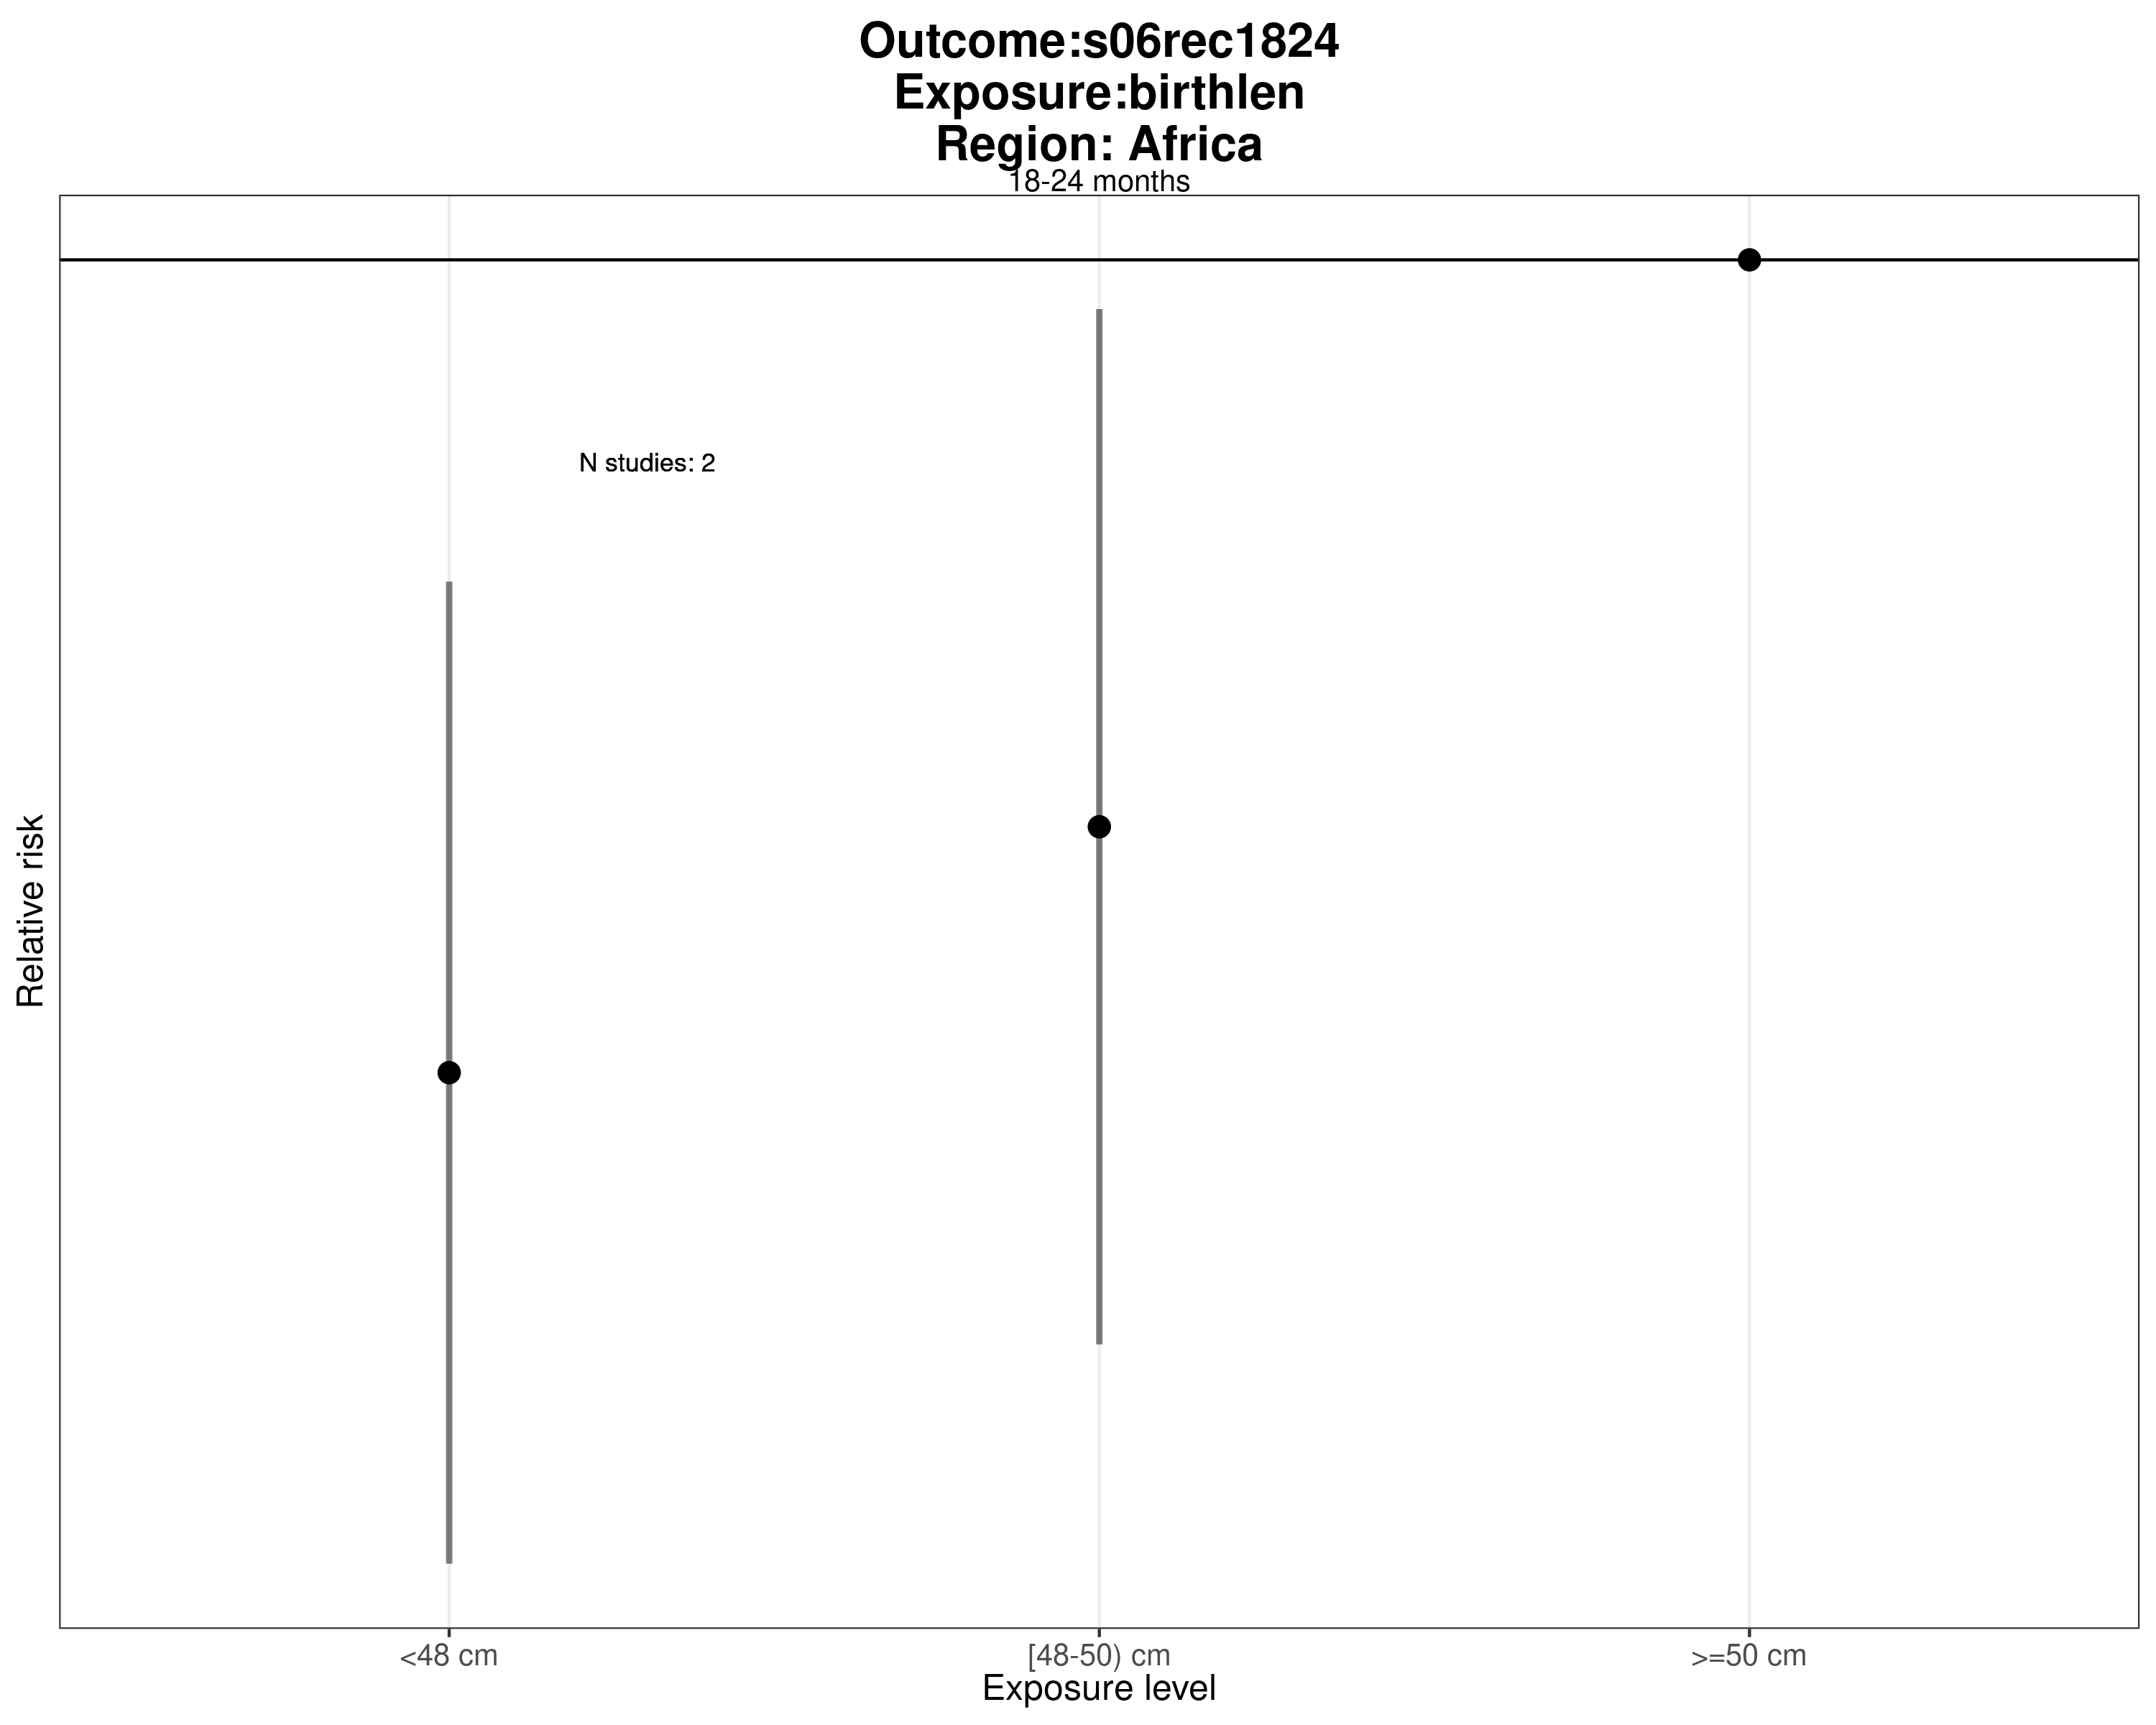 Outcome:s06rec1824
Exposure:birthlen
Region: Africa
18-24 months
N studies: 2
Relative risk
<48 cm
[48-50) cm
>=50 cm
Exposure level